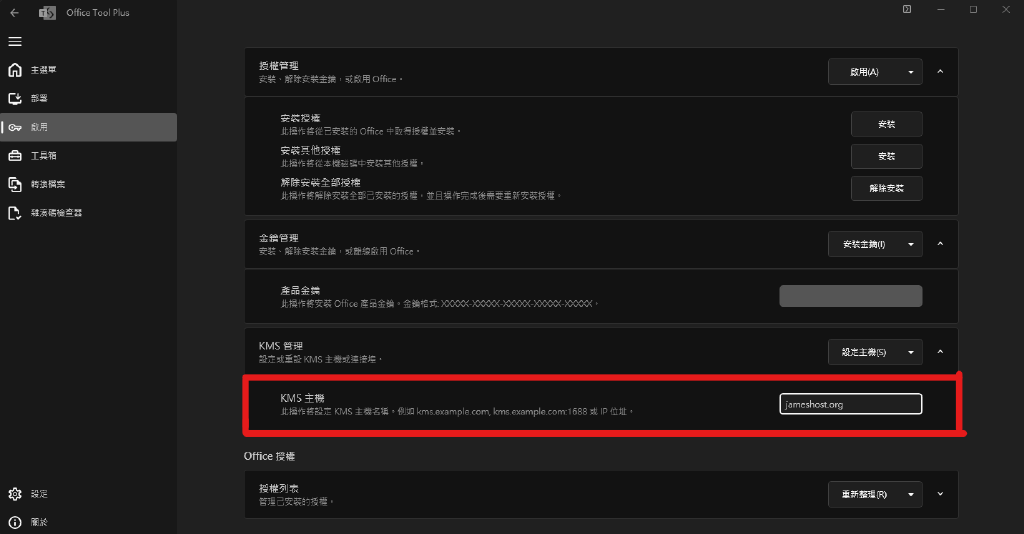 Office Tool Plus
主選單
部署
啟用
工具箱
轉換檔案
雜湊碼檢查器
設定
關於
授權管理
安裝、解除安裝金鑰，或啟用 Office。
啟用(A)
安裝授權
此操作將從已安裝的 Office 中取得授權並安裝。
安裝
安裝其他授權
此操作將從本機磁碟中安裝其他授權。
安裝
解除安裝全部授權
此操作將解除安裝全部已安裝的授權，並且操作完成後需要重新安裝授權。
解除安裝
金鑰管理
安裝、解除安裝金鑰，或離線啟用 Office。
安裝金鑰(I)
產品金鑰
此操作將安裝 Office 產品金鑰。金鑰格式: XXXXX-XXXXX-XXXXX-XXXXX-XXXXX。
KMS 管理
設定或重設 KMS 主機或連接埠。
設定主機(S)
KMS 主機
此操作將設定 KMS 主機名稱。例如 kms.example.com, kms.example.com:1688 或 IP 位址。
jameshost.org
Office 授權
授權列表
管理已安裝的授權。
重新整理(R)